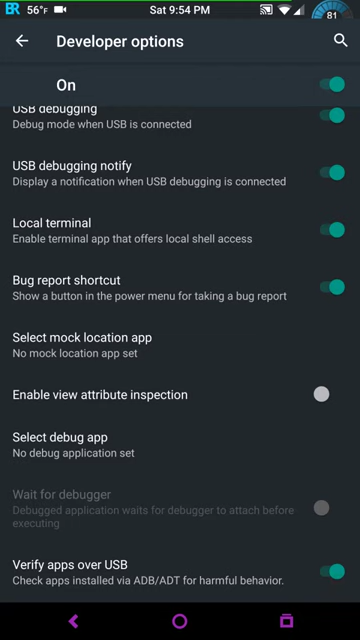 BR 56°F Sat 9:54 PM 81
Developer options
On
USB debugging
Debug mode when USB is connected
USB debugging notify
Display a notification when USB debugging is connected
Local terminal
Enable terminal app that offers local shell access
Bug report shortcut
Show a button in the power menu for taking a bug report
Select mock location app
No mock location app set
Enable view attribute inspection
Select debug app
No debug application set
Wait for debugger
Debugged application waits for debugger to attach before
executing
Verify apps over USB
Check apps installed via ADB/ADT for harmful behavior.